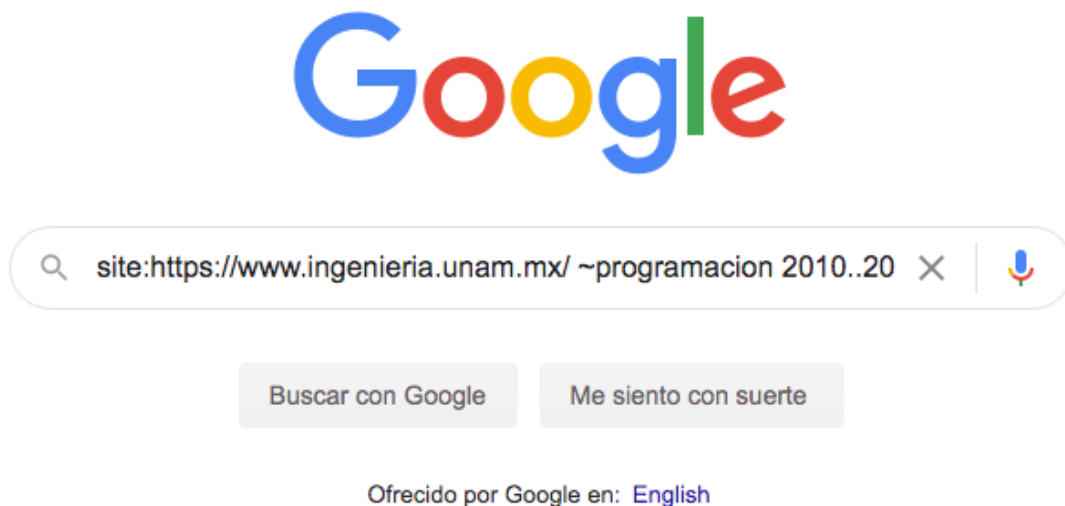 Google
site:https://www.ingenieria.unam.mx/ ~programacion 2010..20
Buscar con Google
Me siento con suerte
Ofrecido por Google en: English